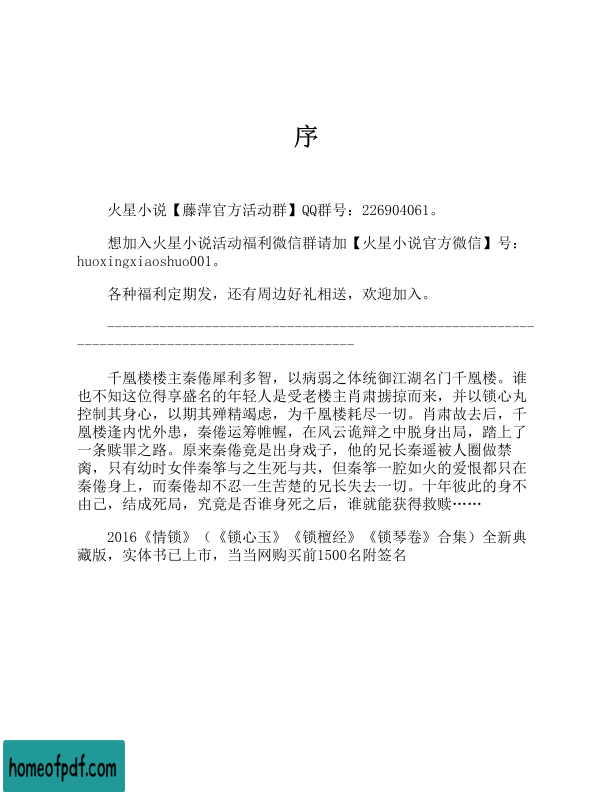 序
火星小说【藤萍官方活动群】QQ群号：226904061。
想加入火星小说活动福利微信群请加【火星小说官方微信】号：
huoxingxiaoshuo001。
各种福利定期发，还有周边好礼相送，欢迎加入。
----------------------------------------------------------
--------------------------------------
千凰楼楼主秦倦犀利多智，以病弱之体统御江湖名门千凰楼。谁
也不知这位得享盛名的年轻人是受老楼主肖肃掳掠而来，并以锁心丸
控制其身心，以期其殚精竭虑，为千凰楼耗尽一切。肖肃故去后，千
凰楼逢内忧外患，秦倦运筹帷幄，在风云诡辩之中脱身出局，踏上了
一条赎罪之路。原来秦倦竟是出身戏子，他的兄长秦遥被人圈做禁
脔，只有幼时女伴秦筝与之生死与共，但秦筝一腔如火的爱恨都只在
秦倦身上，而秦倦却不忍一生苦楚的兄长失去一切。十年彼此的身不
由己，结成死局，究竟是否谁身死之后，谁就能获得救赎……
2016《情锁》（《锁心玉》《锁檀经》《锁琴卷》合集）全新典
藏版，实体书已上市，当当网购买前1500名附签名
homeofpdf.com